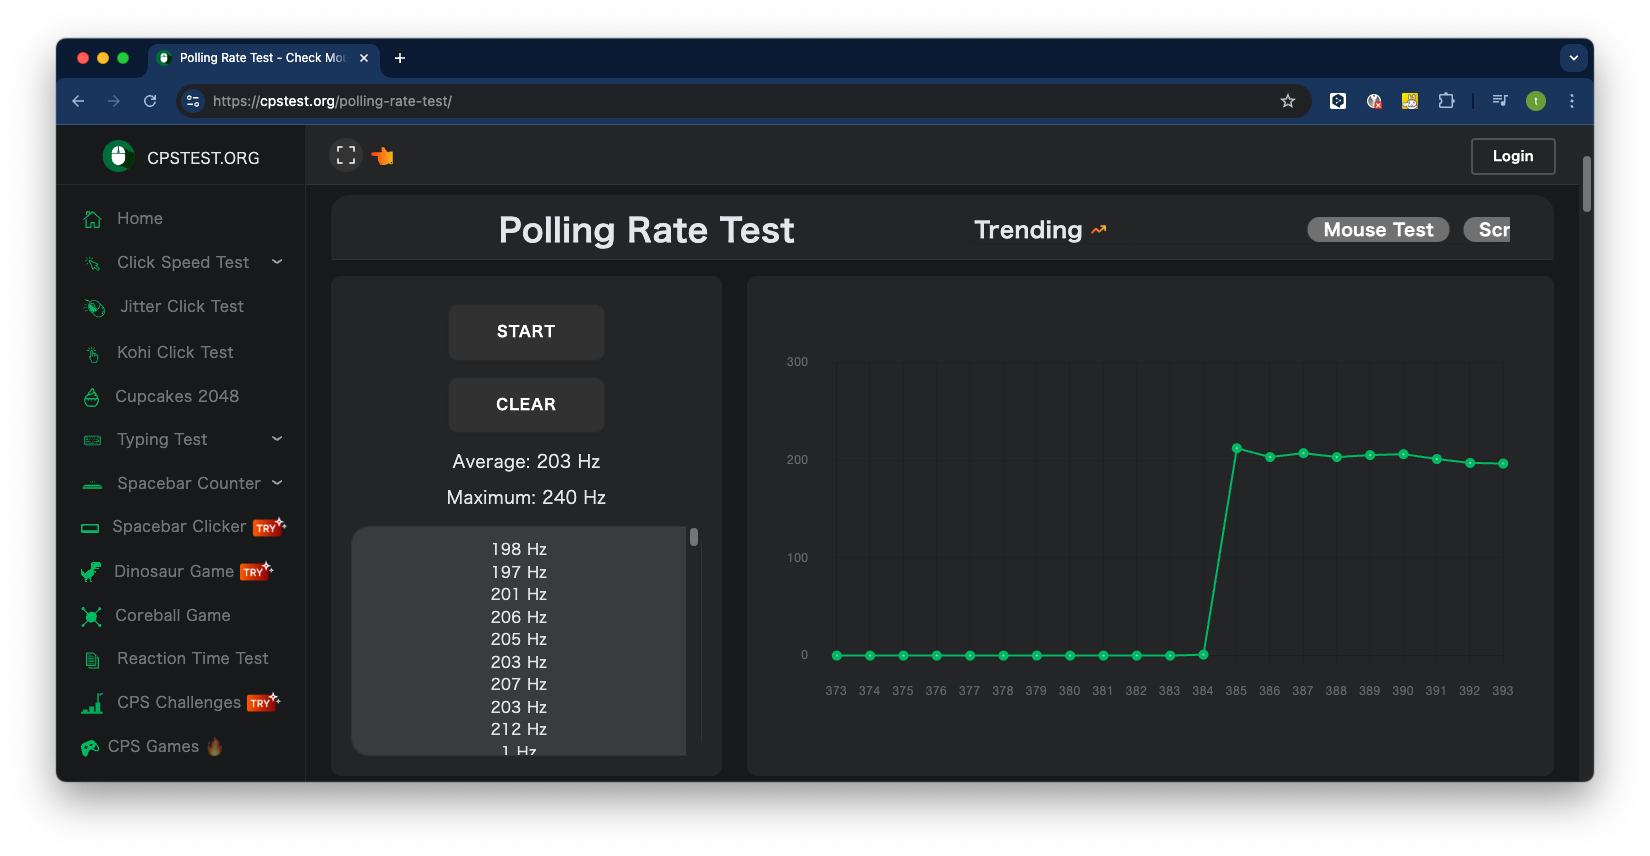 Polling Rate Test - Check Mou
https://cpstest.org/polling-rate-test/
t
CPSTEST.ORG
Login
Home
Click Speed Test
Jitter Click Test
Kohi Click Test
Cupcakes 2048
Typing Test
Spacebar Counter
Spacebar Clicker TRY
Dinosaur Game TRY
Coreball Game
Reaction Time Test
CPS Challenges TRY
CPS Games
Polling Rate Test
Trending
Mouse Test
Scr
START
CLEAR
Average: 203 Hz
Maximum: 240 Hz
198 Hz
197 Hz
201 Hz
206 Hz
205 Hz
203 Hz
207 Hz
203 Hz
212 Hz
1 Hz
300
200
100
0
373 374 375 376 377 378 379 380 381 382 383 384 385 386 387 388 389 390 391 392 393